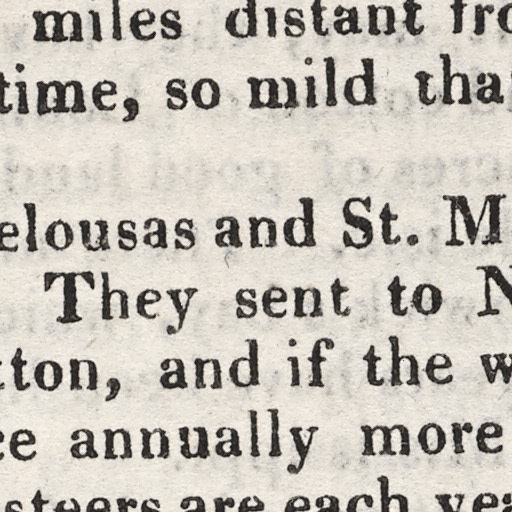 miles distant fro
time, so mild tha
elousas and St. M
They sent to N
tton, and if the w
ce annually more
steers are each yea